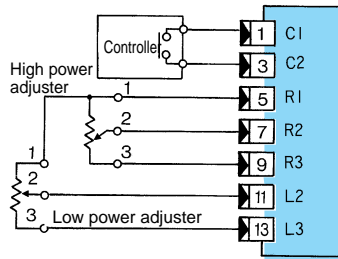 Controller
1 C1
3 C2
High power
adjuster
1
5 R1
2
7 R2
3
9 R3
1
2
11 L2
3 Low power adjuster
13 L3